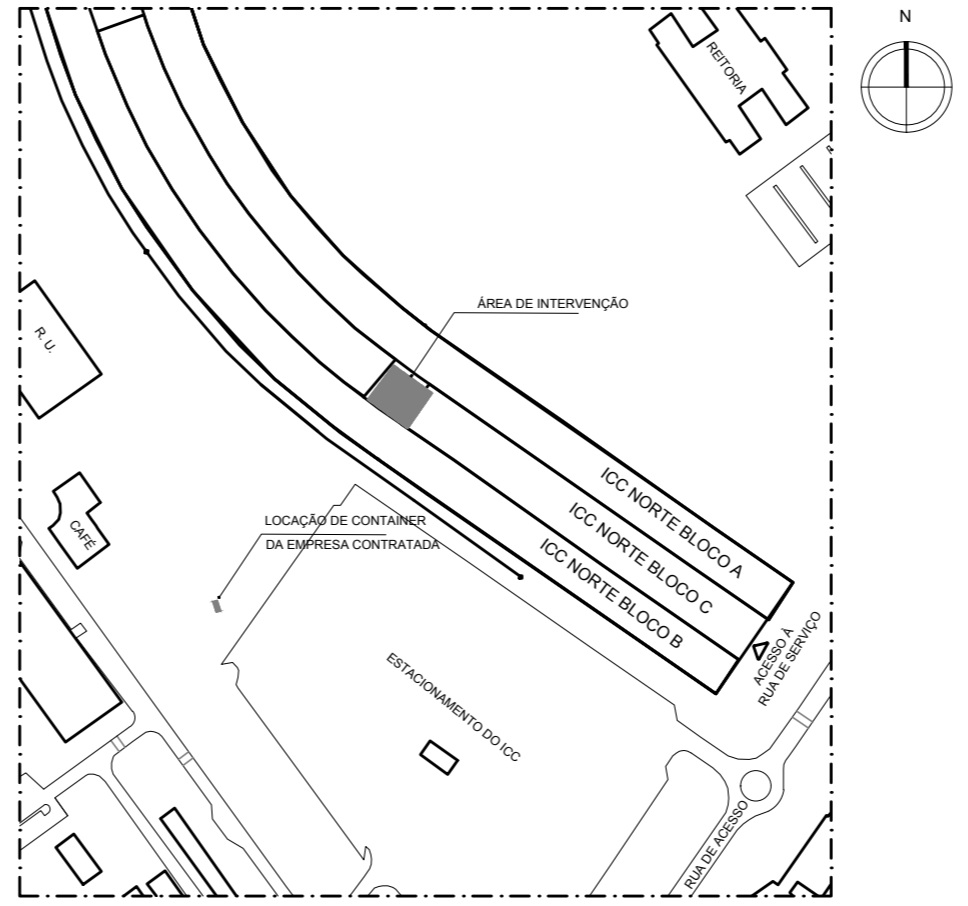 N
REITORIA
ÁREA DE INTERVENÇÃO
R. U.
ICC NORTE BLOCO A
ICC NORTE BLOCO C
ICC NORTE BLOCO B
LOCAÇÃO DE CONTAINER
DA EMPRESA CONTRATADA
CAFÉ
ACESSO À
RUA DE SERVIÇO
ESTACIONAMENTO DO ICC
RUA DE ACESSO